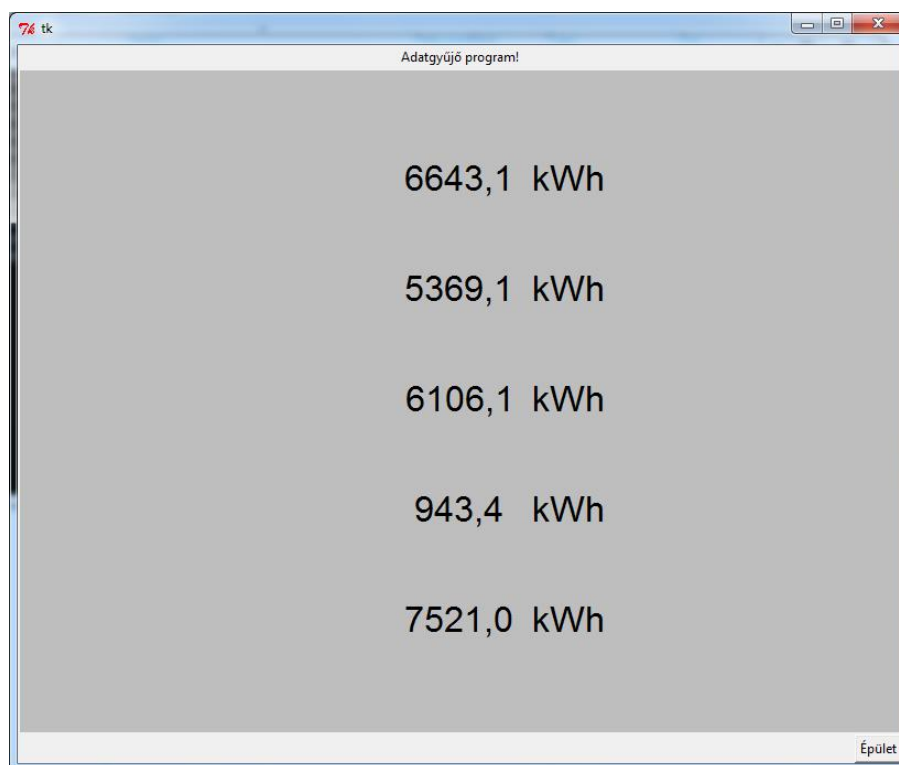 tk
Adatgyűjő program!
6643,1 kWh
5369,1 kWh
6106,1 kWh
943,4 kWh
7521,0 kWh
Épület